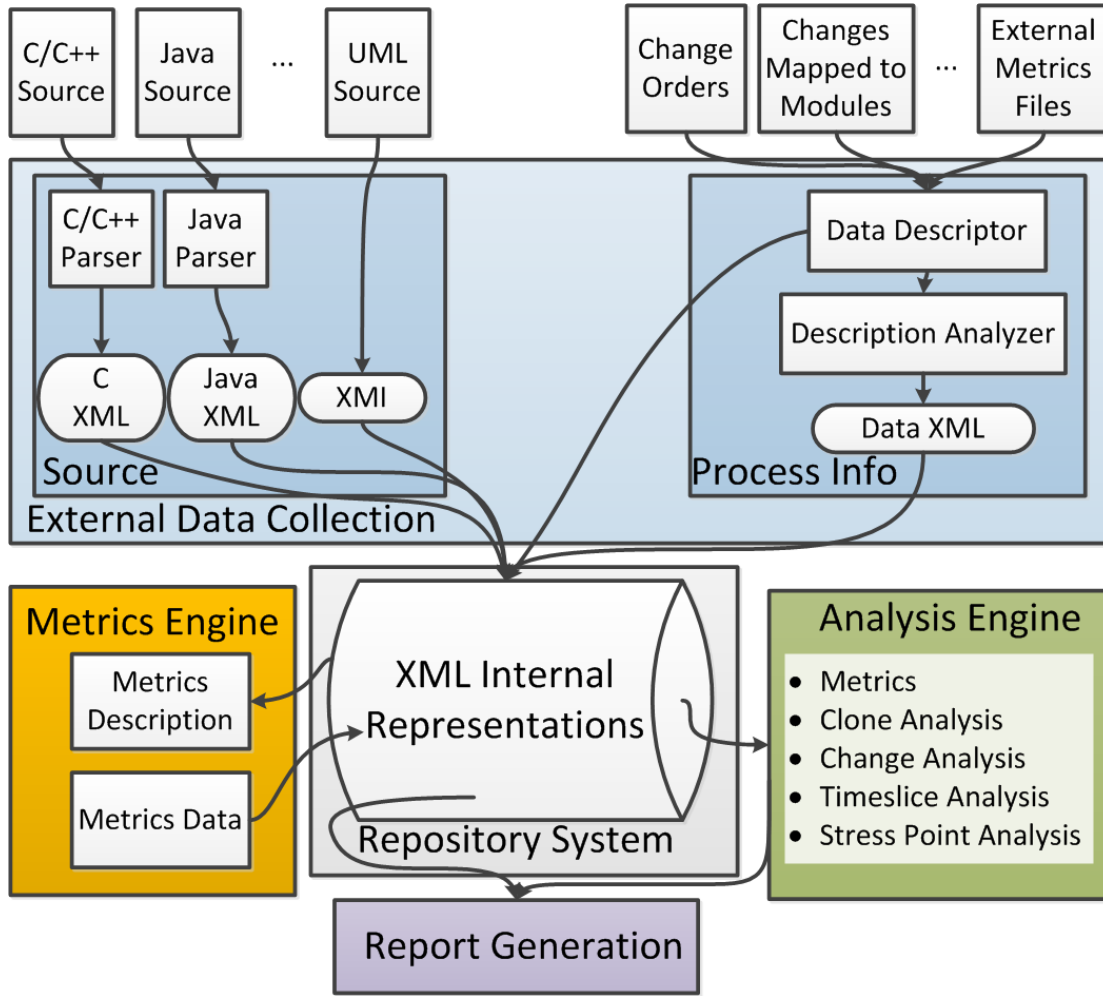 C/C++
Source
Java
Source
...
UML
Source
Change
Orders
Changes
Mapped to
Modules
...
External
Metrics
Files
C/C++
Parser
Java
Parser
Data Descriptor
Description Analyzer
C
XML
Java
XML
XMI
Data XML
Source
Process Info
External Data Collection
Metrics Engine
Metrics
Description
Metrics Data
XML Internal
Representations
Repository System
Analysis Engine
• Metrics
• Clone Analysis
• Change Analysis
• Timeslice Analysis
• Stress Point Analysis
Report Generation